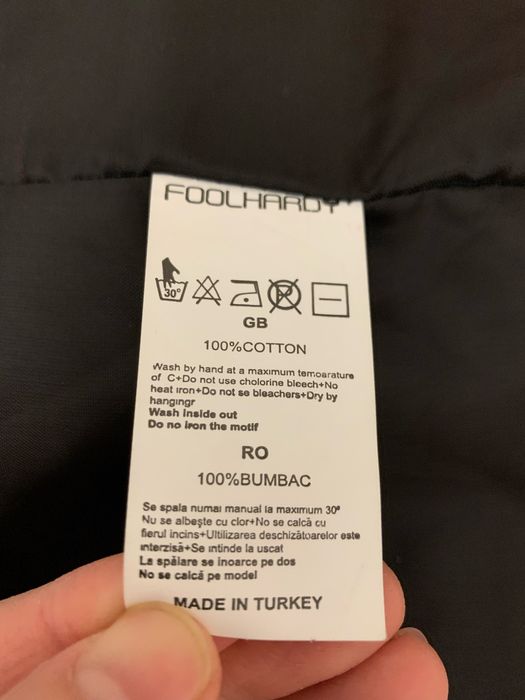 FOOLHARDY
30°
P
GB
100%COTTON
Wash by hand at a maximum temoarature
of C+Do not use cholorine bleech+No
heat iron+Do not se bleachers+Dry by
hangingr
Wash Inside out
Do no iron the motif
RO
100%BUMBAC
Se spala numai manual la maximum 30°
Nu se albește cu clor+No se calcă cu
fierul incins+Utilizarea deschizătoarelor este
interzisă+Se intinde la uscat
La spălare se inoarce pe dos
No se calcă pe model
MADE IN TURKEY